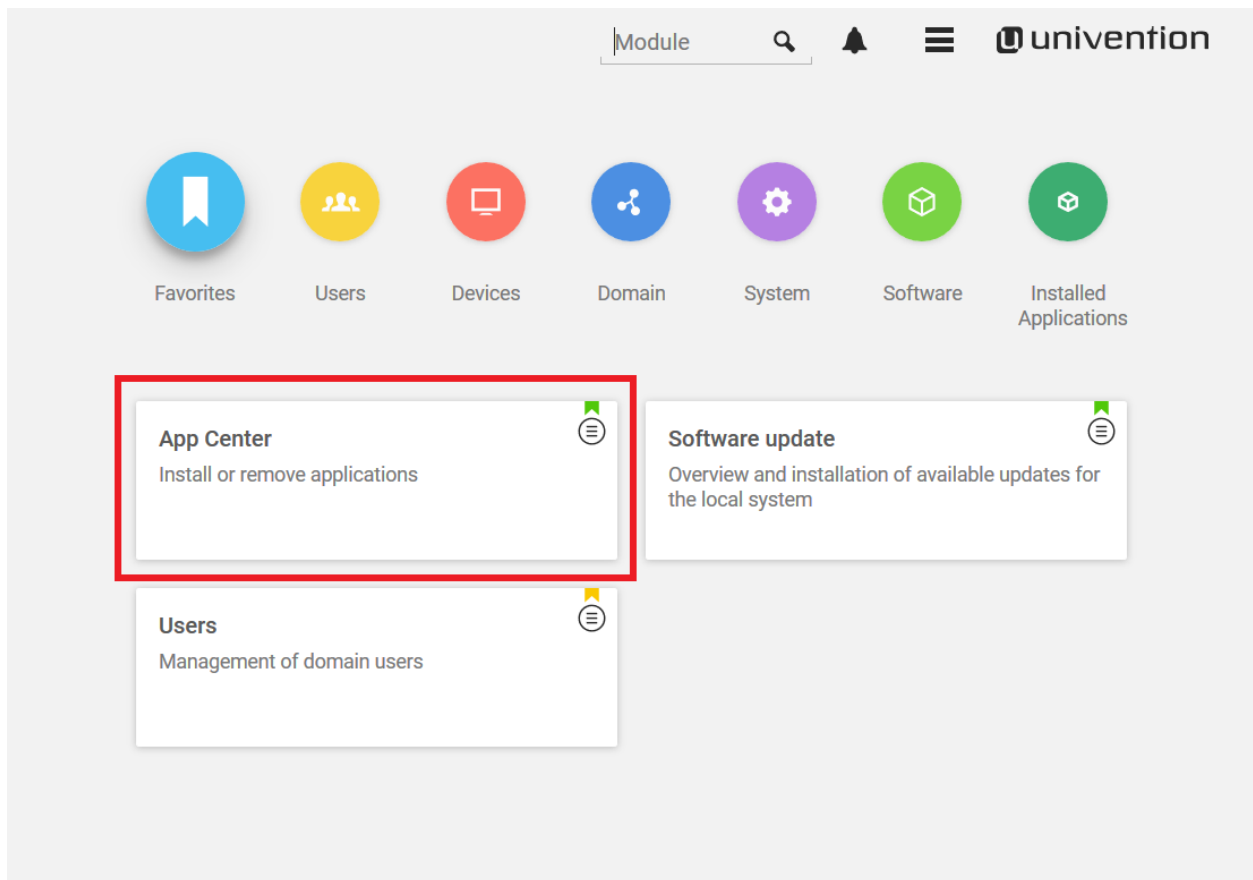 Module
univention
Favorites
Users
Devices
Domain
System
Software
Installed
Applications
App Center
Install or remove applications
Software update
Overview and installation of available updates for
the local system
Users
Management of domain users